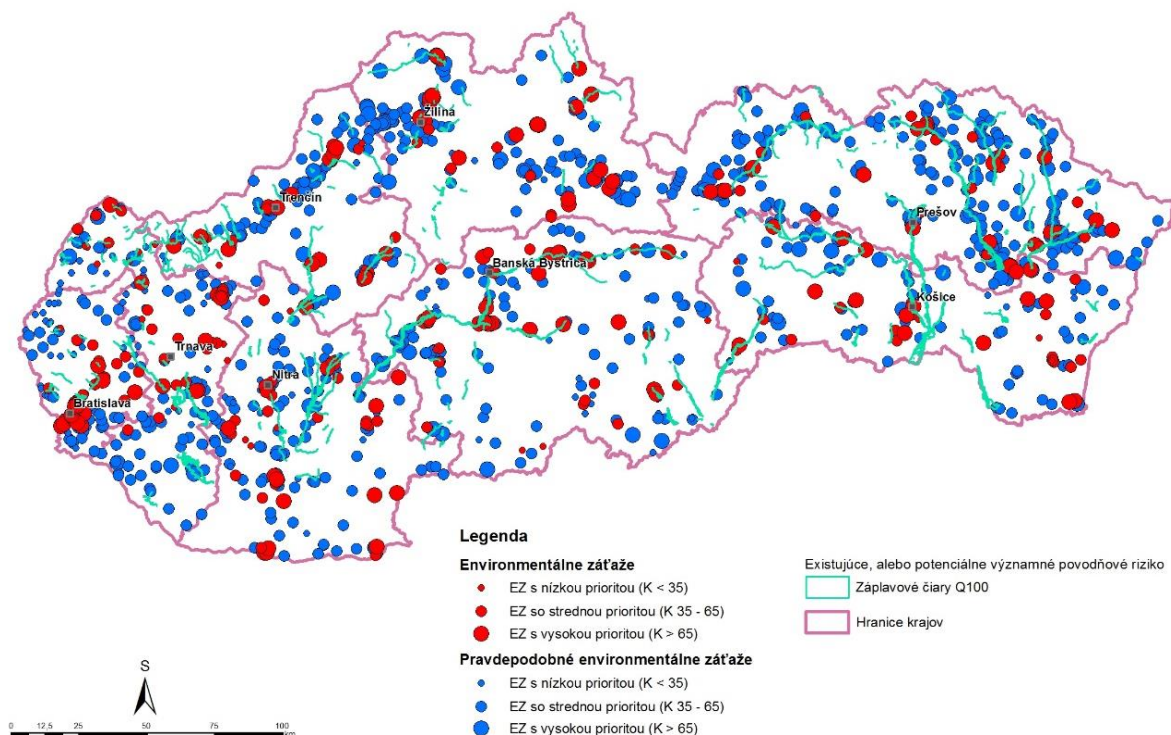 Žilina
Trenčín
Prešov
Banská Bystrica
Košice
Trnava
Nitra
Bratislava
Legenda
Environmentálne záťaže
EZ s nízkou prioritou (K < 35)
EZ so strednou prioritou (K 35 - 65)
EZ s vysokou prioritou (K > 65)
Pravdepodobné environmentálne záťaže
EZ s nízkou prioritou (K < 35)
EZ so strednou prioritou (K 35 - 65)
EZ s vysokou prioritou (K > 65)
Existujúce, alebo potenciálne významné povodňové riziko
Záplavové čiary Q100
Hranice krajov
S
0 12,5 25 50 75 100
km